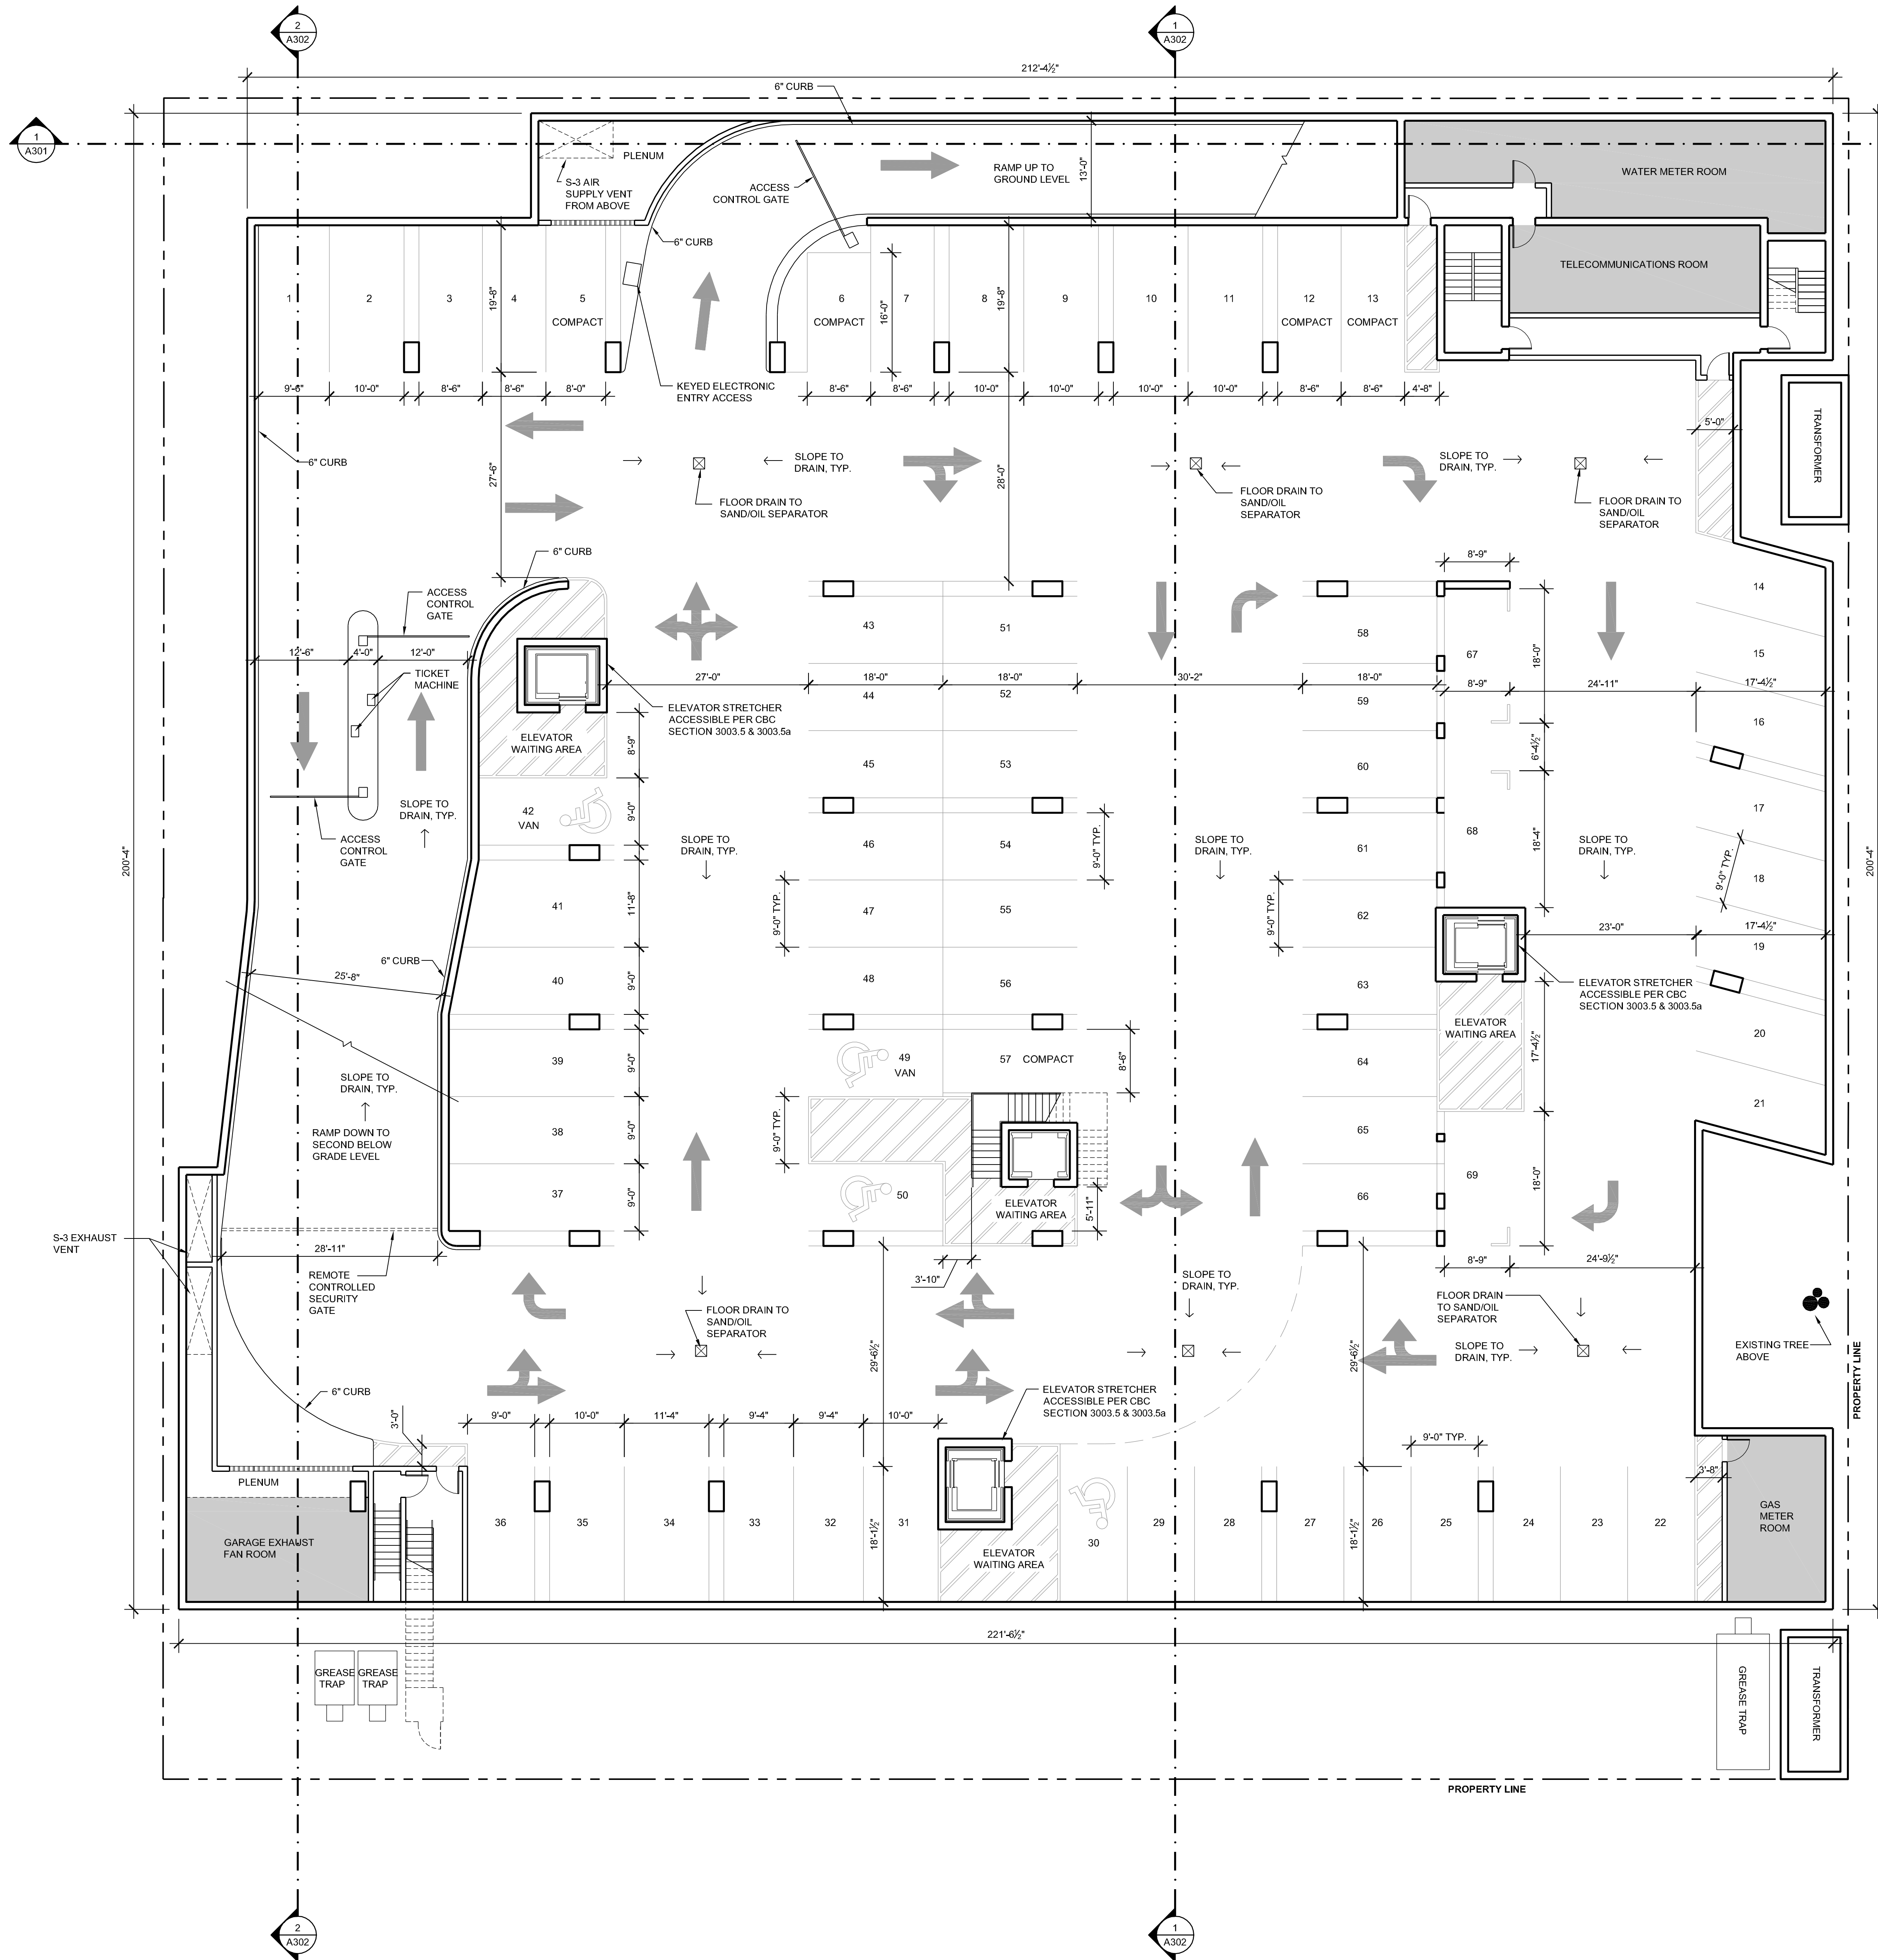 2
A302
1
A302
212'-4½"
6" CURB
1
A301
PLENUM
S-3 AIR
SUPPLY VENT
FROM ABOVE
ACCESS
CONTROL GATE
RAMP UP TO
GROUND LEVEL
13'-0"
WATER METER ROOM
6" CURB
TELECOMMUNICATIONS ROOM
1
2
3
19'-8"
4
5
COMPACT
6
COMPACT
16'-0"
7
8
19'-8"
9
10
11
12
COMPACT
13
COMPACT
KEYED ELECTRONIC
ENTRY ACCESS
9'-6"
10'-0"
8'-6"
8'-6"
8'-0"
8'-6"
8'-6"
10'-0"
10'-0"
10'-0"
10'-0"
8'-6"
8'-6"
4'-8"
5'-0"
TRANSFORMER
6" CURB
27'-6"
SLOPE TO
DRAIN, TYP.
28'-0"
SLOPE TO
DRAIN, TYP.
FLOOR DRAIN TO
SAND/OIL SEPARATOR
FLOOR DRAIN TO
SAND/OIL
SEPARATOR
FLOOR DRAIN TO
SAND/OIL
SEPARATOR
6" CURB
8'-9"
ACCESS
CONTROL
GATE
14
43
51
58
67
18'-0"
15
12'-6"
4'-0"
12'-0"
TICKET
MACHINE
27'-0"
18'-0"
18'-0"
30'-2"
18'-0"
8'-9"
24'-11"
17'-4½"
44
52
59
ELEVATOR STRETCHER
ACCESSIBLE PER CBC
SECTION 3003.5 & 3003.5a
16
ELEVATOR
WAITING AREA
8'-9"
6'-4½"
45
53
60
42
VAN
9'-0"
17
SLOPE TO
DRAIN, TYP.
ACCESS
CONTROL
GATE
SLOPE TO
DRAIN, TYP.
46
54
9'-0" TYP.
SLOPE TO
DRAIN, TYP.
61
68
18'-4"
SLOPE TO
DRAIN, TYP.
9'-0" TYP.
18
200'-4"
200'-4"
41
11'-8"
9'-0" TYP.
47
55
9'-0" TYP.
62
23'-0"
17'-4½"
19
6" CURB
25'-8"
40
9'-0"
48
56
63
ELEVATOR STRETCHER
ACCESSIBLE PER CBC
SECTION 3003.5 & 3003.5a
ELEVATOR
WAITING AREA
17'-4½"
20
39
9'-0"
49
VAN
57 COMPACT
8'-6"
64
SLOPE TO
DRAIN, TYP.
21
RAMP DOWN TO
SECOND BELOW
GRADE LEVEL
38
9'-0"
9'-0" TYP.
65
69
18'-0"
37
9'-0"
50
ELEVATOR
WAITING AREA
5'-11"
66
S-3 EXHAUST
VENT
28'-11"
8'-9"
24'-9½"
REMOTE
CONTROLLED
SECURITY
GATE
3'-10"
SLOPE TO
DRAIN, TYP.
FLOOR DRAIN TO
SAND/OIL
SEPARATOR
FLOOR DRAIN
TO SAND/OIL
SEPARATOR
29'-6½"
29'-6½"
SLOPE TO
DRAIN, TYP.
EXISTING TREE
ABOVE
PROPERTY LINE
6" CURB
ELEVATOR STRETCHER
ACCESSIBLE PER CBC
SECTION 3003.5 & 3003.5a
3'-0"
9'-0"
10'-0"
11'-4"
9'-4"
9'-4"
10'-0"
9'-0" TYP.
3'-8"
PLENUM
GAS
METER
ROOM
36
35
34
33
32
18'-1½"
31
30
29
28
27
18'-1½"
26
25
24
23
22
GARAGE EXHAUST
FAN ROOM
ELEVATOR
WAITING AREA
221'-6½"
GREASE
TRAP
GREASE
TRAP
GREASE TRAP
TRANSFORMER
PROPERTY LINE
2
A302
1
A302